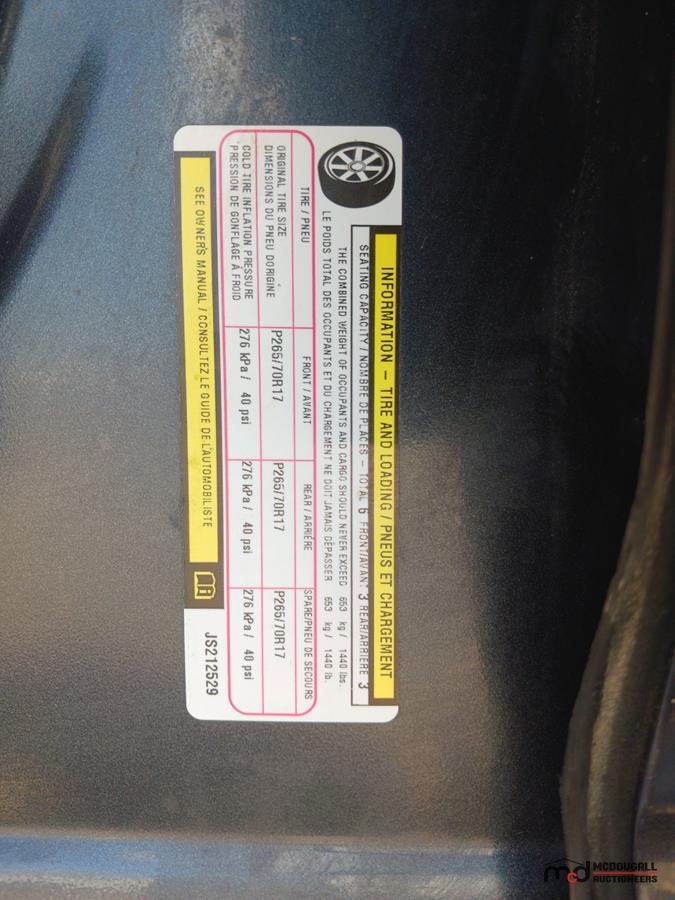 INFORMATION – TIRE AND LOADING / PNEUS ET CHARGEMENT
SEATING CAPACITY / NOMBRE DE PLACES – TOTAL 6 FRONT/AVANT 3 REAR/ARRIÈRE 3
THE COMBINED WEIGHT OF OCCUPANTS AND CARGO SHOULD NEVER EXCEED 653 kg / 1440 lbs.
LE POIDS TOTAL DES OCCUPANTS ET DU CHARGEMENT NE DOIT JAMAIS DÉPASSER 653 kg / 1440 lb.
TIRE / PNEU FRONT / AVANT REAR / ARRIÈRE SPARE/PNEU DE SECOURS
ORIGINAL TIRE SIZE
DIMENSIONS DU PNEU DORIGINE P265/70R17 P265/70R17 P265/70R17
COLD TIRE INFLATION PRESSURE
PRESSION DE GONFLAGE À FROID 276 kPa / 40 psi 276 kPa / 40 psi 276 kPa / 40 psi
SEE OWNER'S MANUAL / CONSULTEZ LE GUIDE DE L'AUTOMOBILISTE
JS212529
mcd MCDOUGALL
AUCTIONEERS